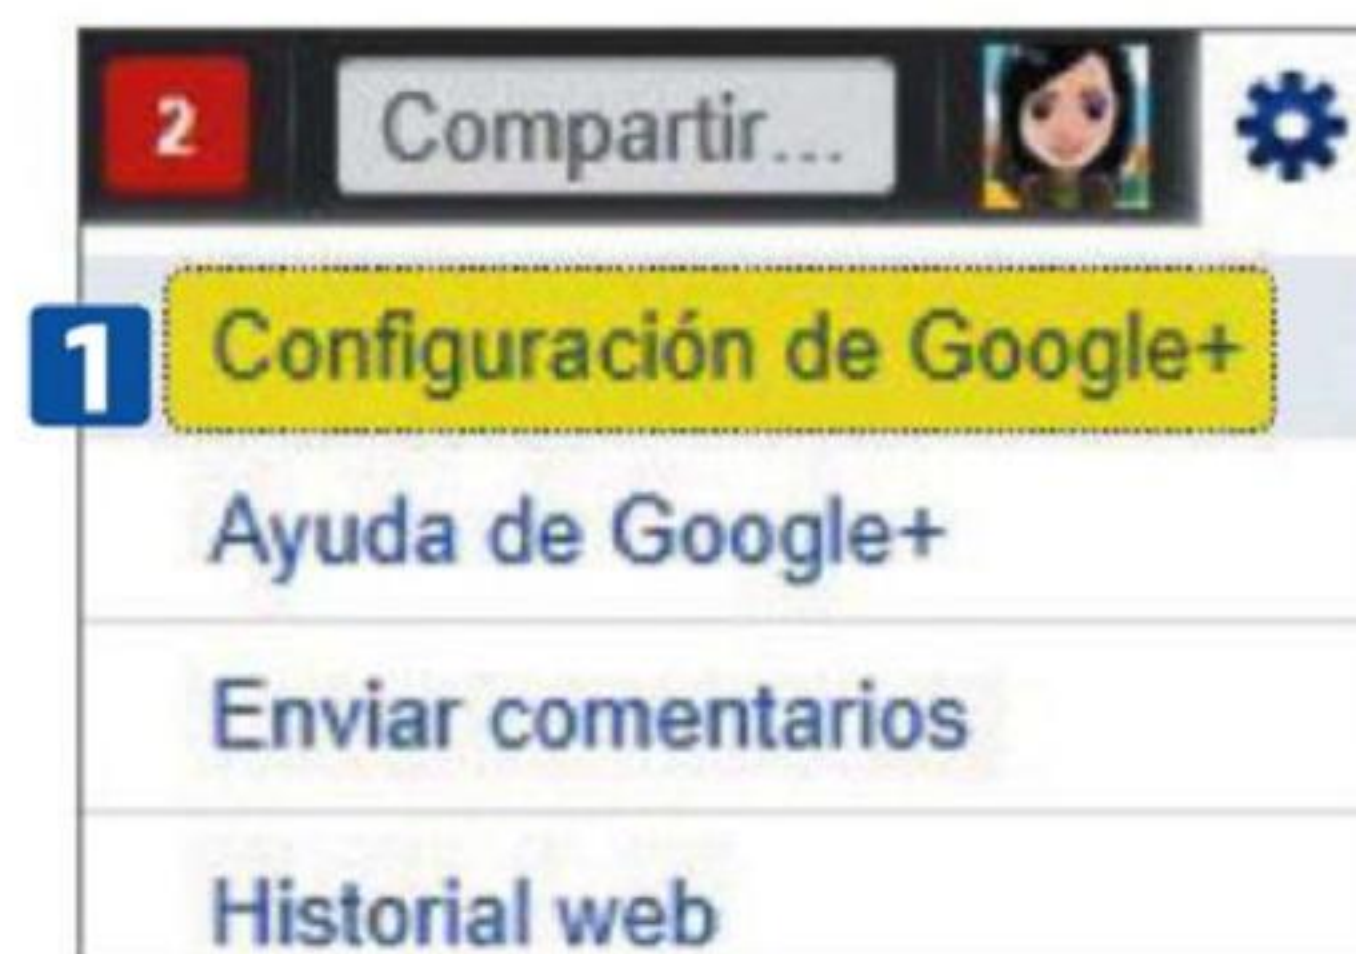 2
Compartir...
1
Configuración de Google+
Ayuda de Google+
Enviar comentarios
Historial web